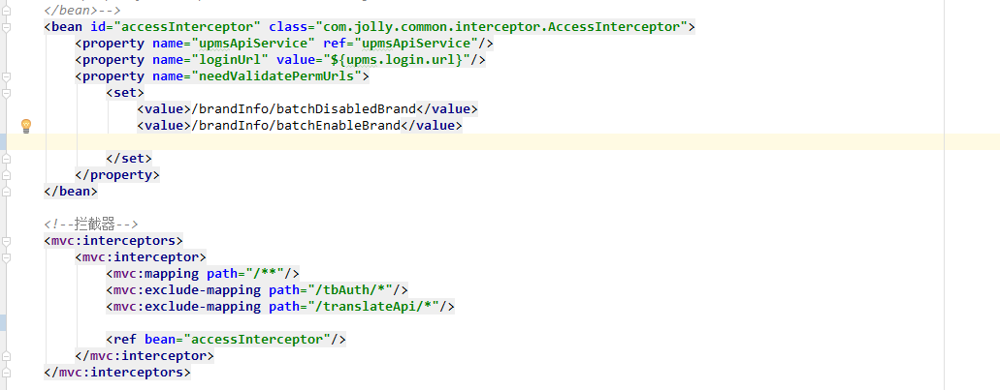 </bean>-->
<bean id="accessInterceptor" class="com.jolly.common.interceptor.AccessInterceptor">
<property name="upmsApiService" ref="upmsApiService"/>
<property name="loginUrl" value="${upms.login.url}"/>
<property name="needValidatePermUrls">
<set>
<value>/brandInfo/batchDisabledBrand</value>
<value>/brandInfo/batchEnableBrand</value>
</set>
</property>
</bean>
<!--拦截器-->
<mvc:interceptors>
<mvc:interceptor>
<mvc:mapping path="/**"/>
<mvc:exclude-mapping path="/tbAuth/*"/>
<mvc:exclude-mapping path="/translateApi/*"/>
<ref bean="accessInterceptor"/>
</mvc:interceptor>
</mvc:interceptors>